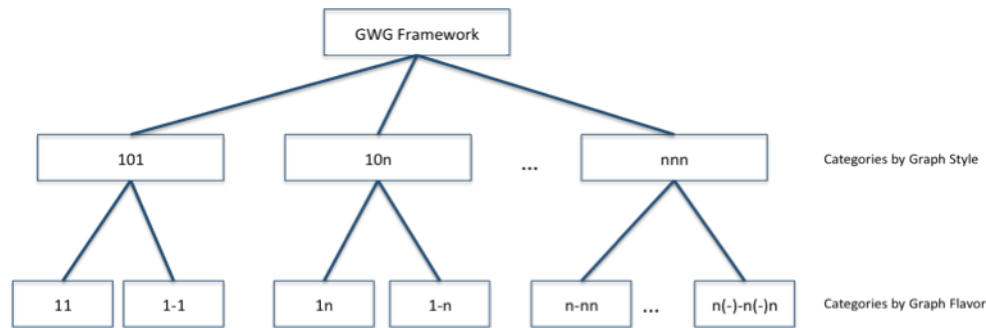 GWG Framework
101
10n
...
nnn
Categories by Graph Style
11
1-1
1n
1-n
n-nn
...
n(-)-n(-)n
Categories by Graph Flavor